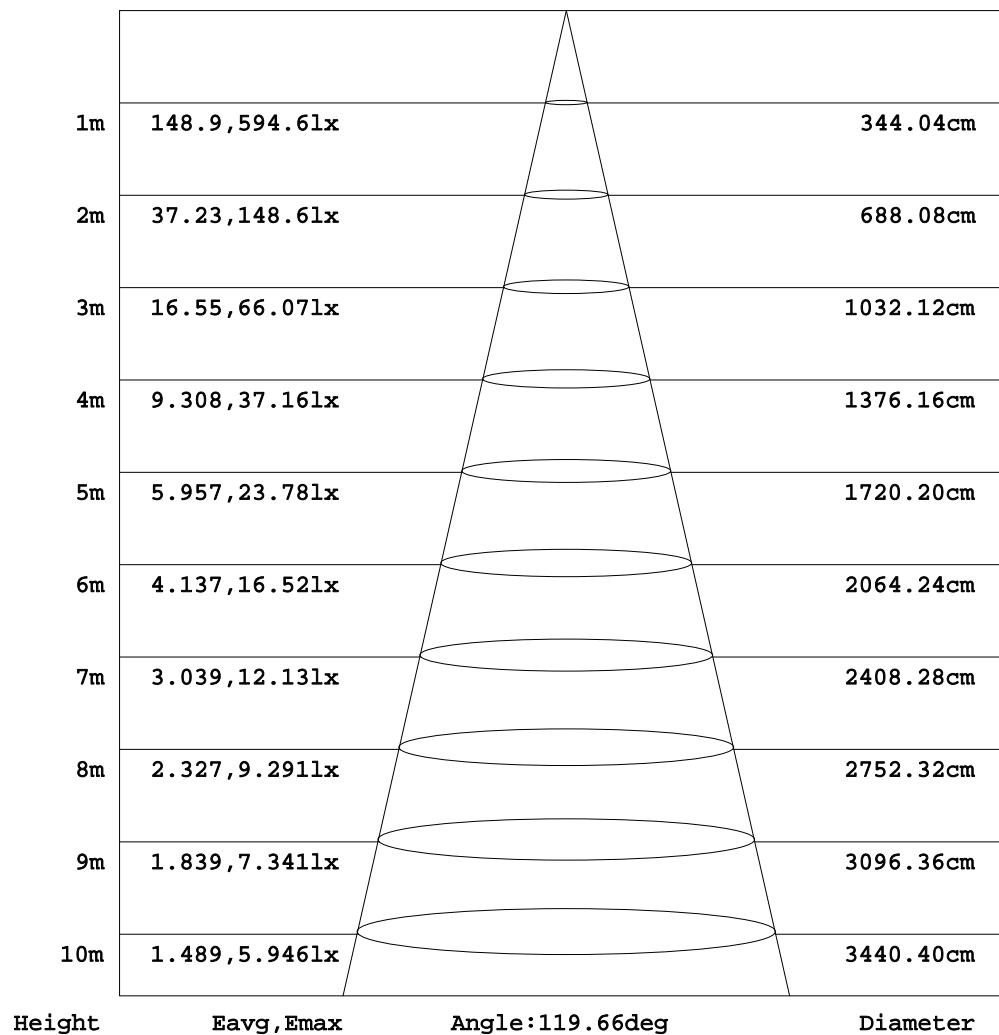 1m 148.9,594.6lx 344.04cm
2m 37.23,148.6lx 688.08cm
3m 16.55,66.07lx 1032.12cm
4m 9.308,37.16lx 1376.16cm
5m 5.957,23.78lx 1720.20cm
6m 4.137,16.52lx 2064.24cm
7m 3.039,12.13lx 2408.28cm
8m 2.327,9.291lx 2752.32cm
9m 1.839,7.341lx 3096.36cm
10m 1.489,5.946lx 3440.40cm
Height Eavg,Emax Angle:119.66deg Diameter